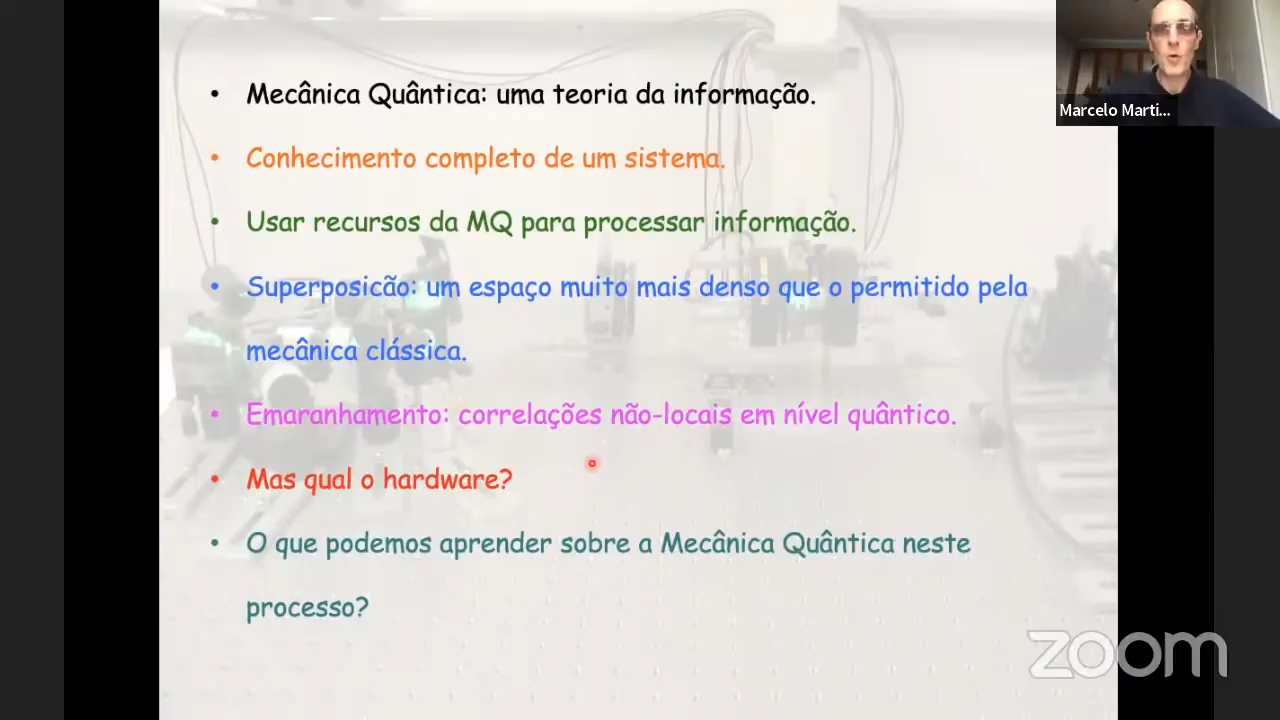 • Mecânica Quântica: uma teoria da informação.
• Conhecimento completo de um sistema.
• Usar recursos da MQ para processar informação.
• Superposicão: um espaço muito mais denso que o permitido pela
mecânica clássica.
• Emaranhamento: correlações não-locais em nível quântico.
• Mas qual o hardware?
• O que podemos aprender sobre a Mecânica Quântica neste
processo?
Marcelo Marti...
zoom